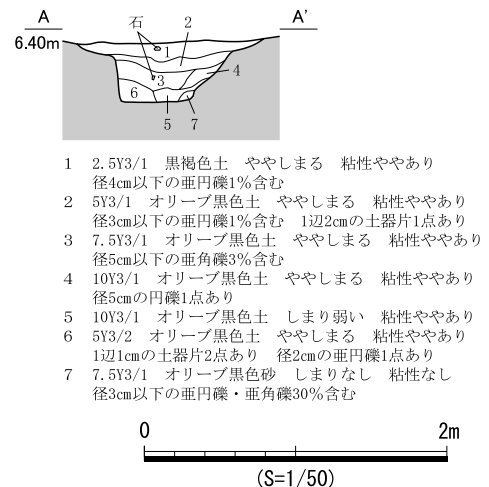 A A'
6.40m
石 2
1
3 4
6
5 7
1 2.5Y3/1 黒褐色土 ややしまる 粘性ややあり
径4cm以下の亜円礫1％含む
2 5Y3/1 オリーブ黒色土 ややしまる 粘性ややあり
径3cm以下の亜円礫1％含む 1辺2cmの土器片1点あり
3 7.5Y3/1 オリーブ黒色土 ややしまる 粘性ややあり
径5cm以下の亜角礫3％含む
4 10Y3/1 オリーブ黒色土 ややしまる 粘性ややあり
径5cmの円礫1点あり
5 10Y3/1 オリーブ黒色土 しまり弱い 粘性ややあり
6 5Y3/2 オリーブ黒色土 ややしまる 粘性ややあり
1辺1cmの土器片2点あり 径2cmの亜円礫1点あり
7 7.5Y3/1 オリーブ黒色砂 しまりなし 粘性なし
径3cm以下の亜円礫・亜角礫30％含む
0 2m
(S=1/50)